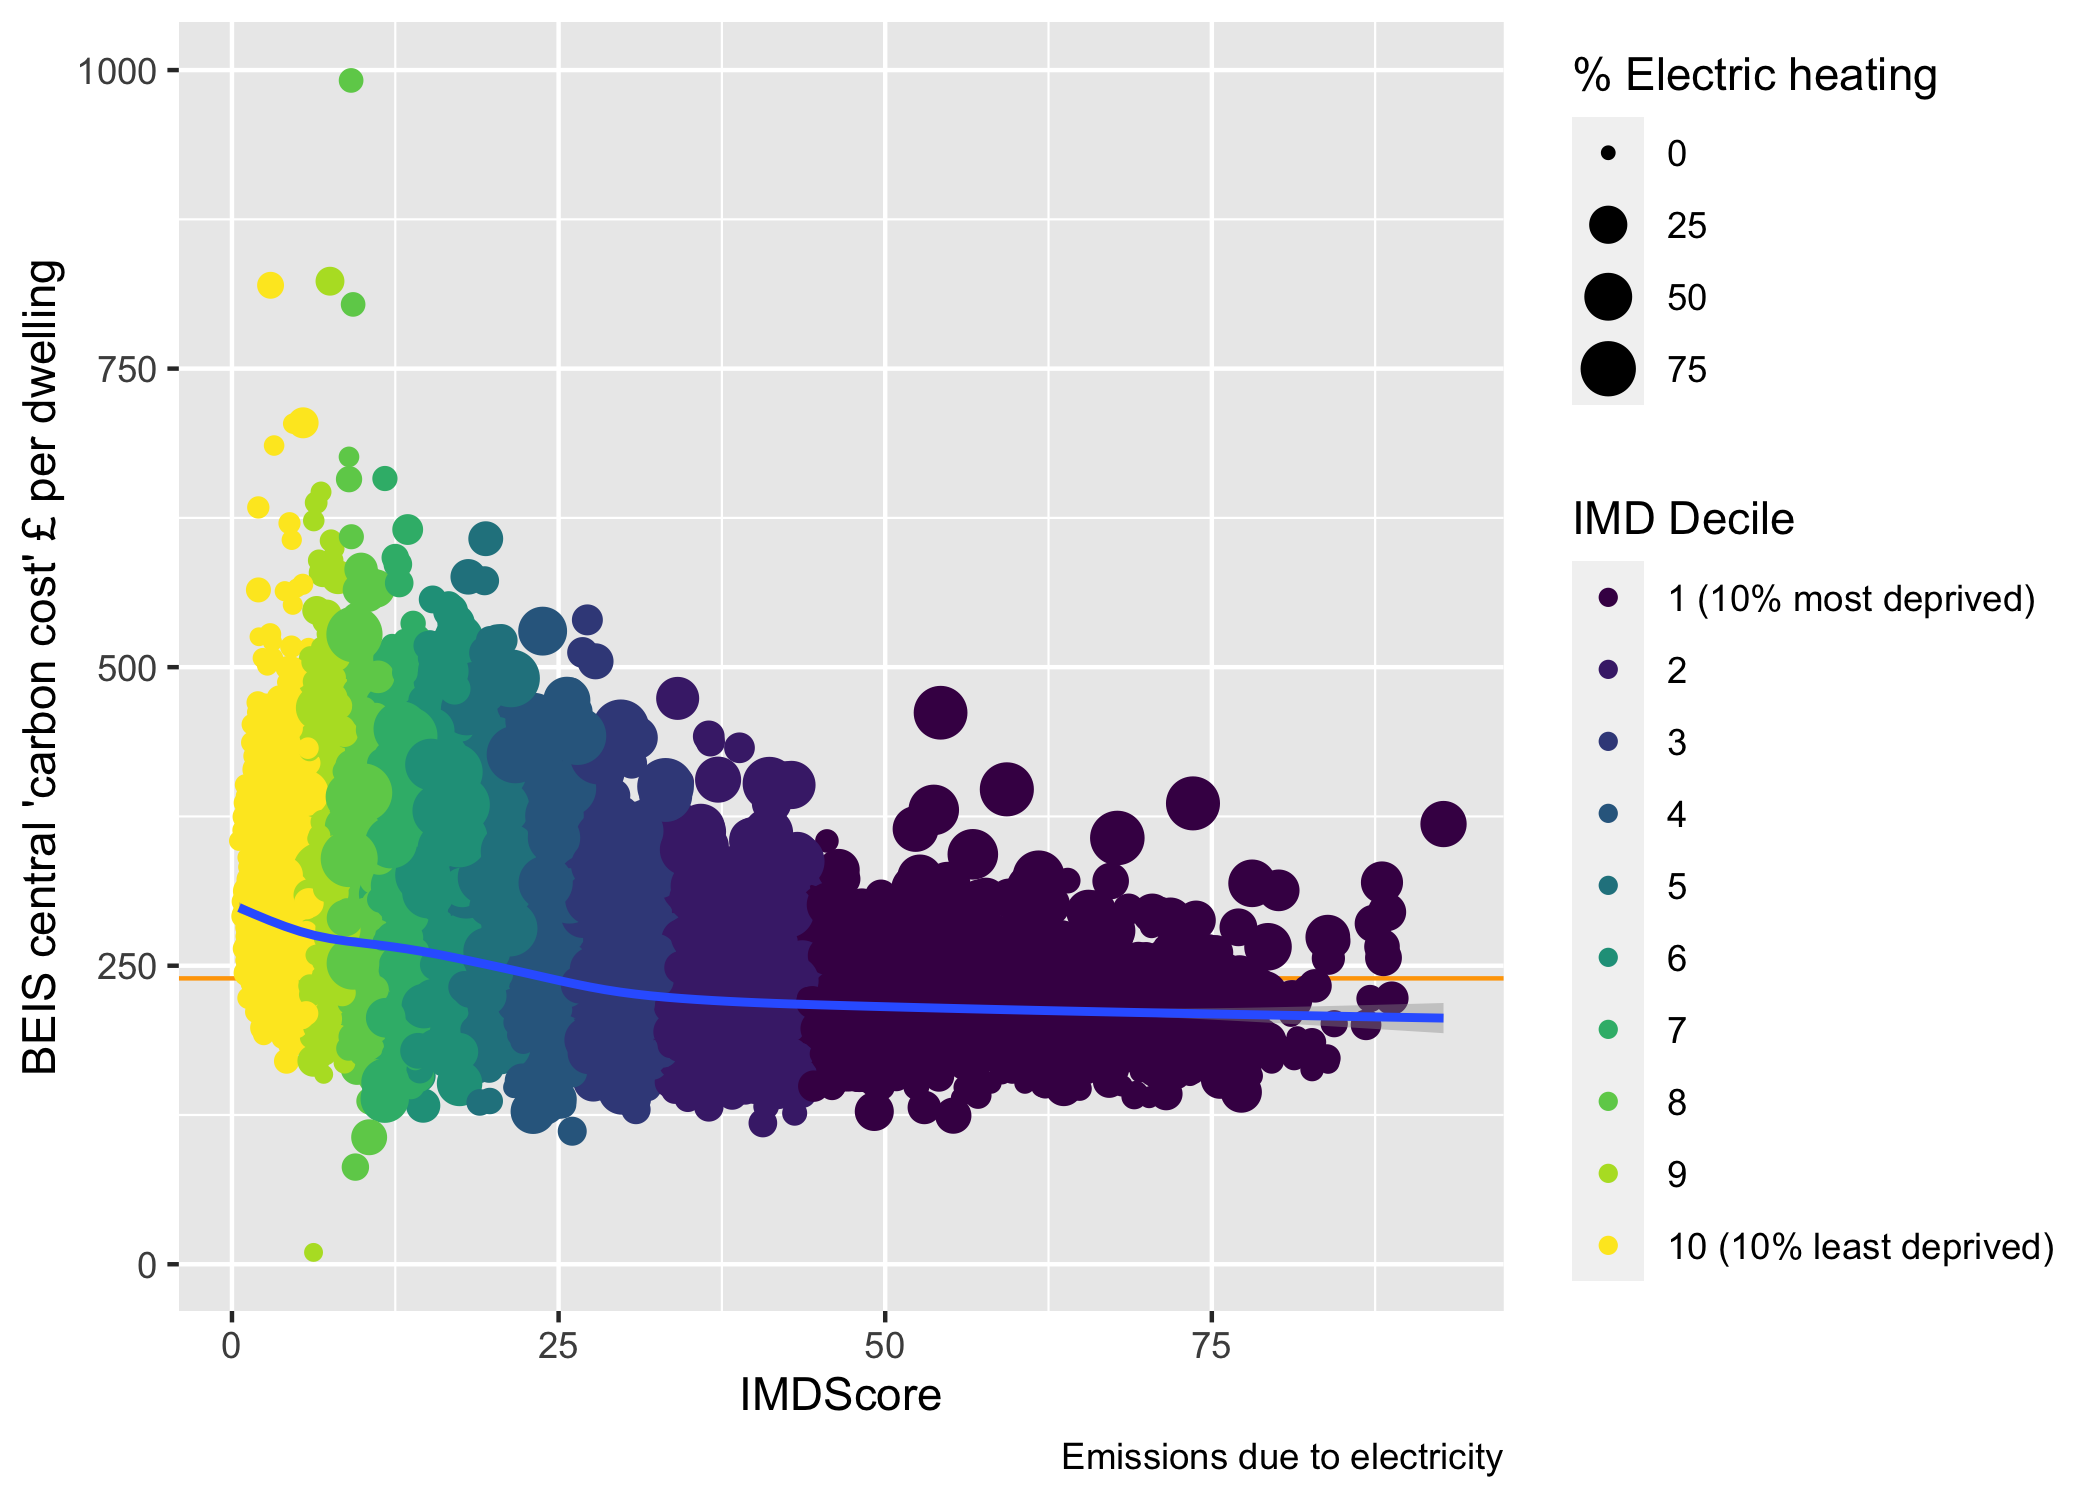 BEIS central 'carbon cost' £ per dwelling
1000
750
500
250
0
0 25 50 75
IMDScore
Emissions due to electricity
% Electric heating
0
25
50
75
IMD Decile
1 (10% most deprived)
2
3
4
5
6
7
8
9
10 (10% least deprived)